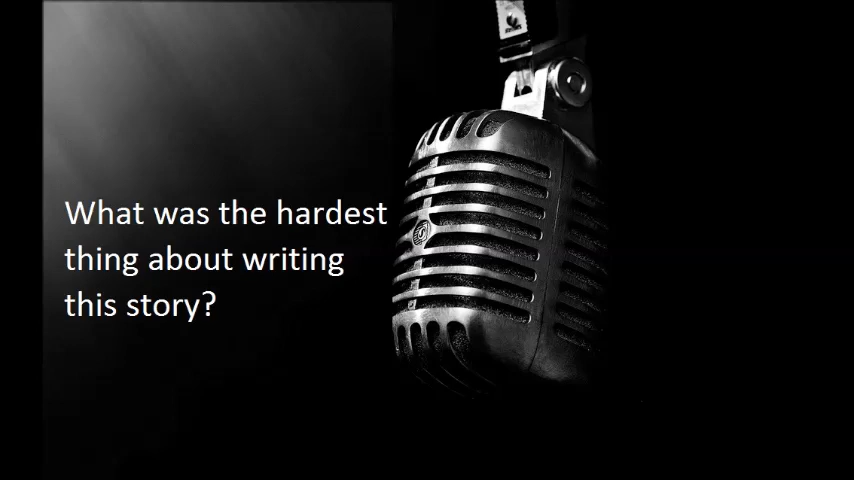 What was the hardest
thing about writing
this story?